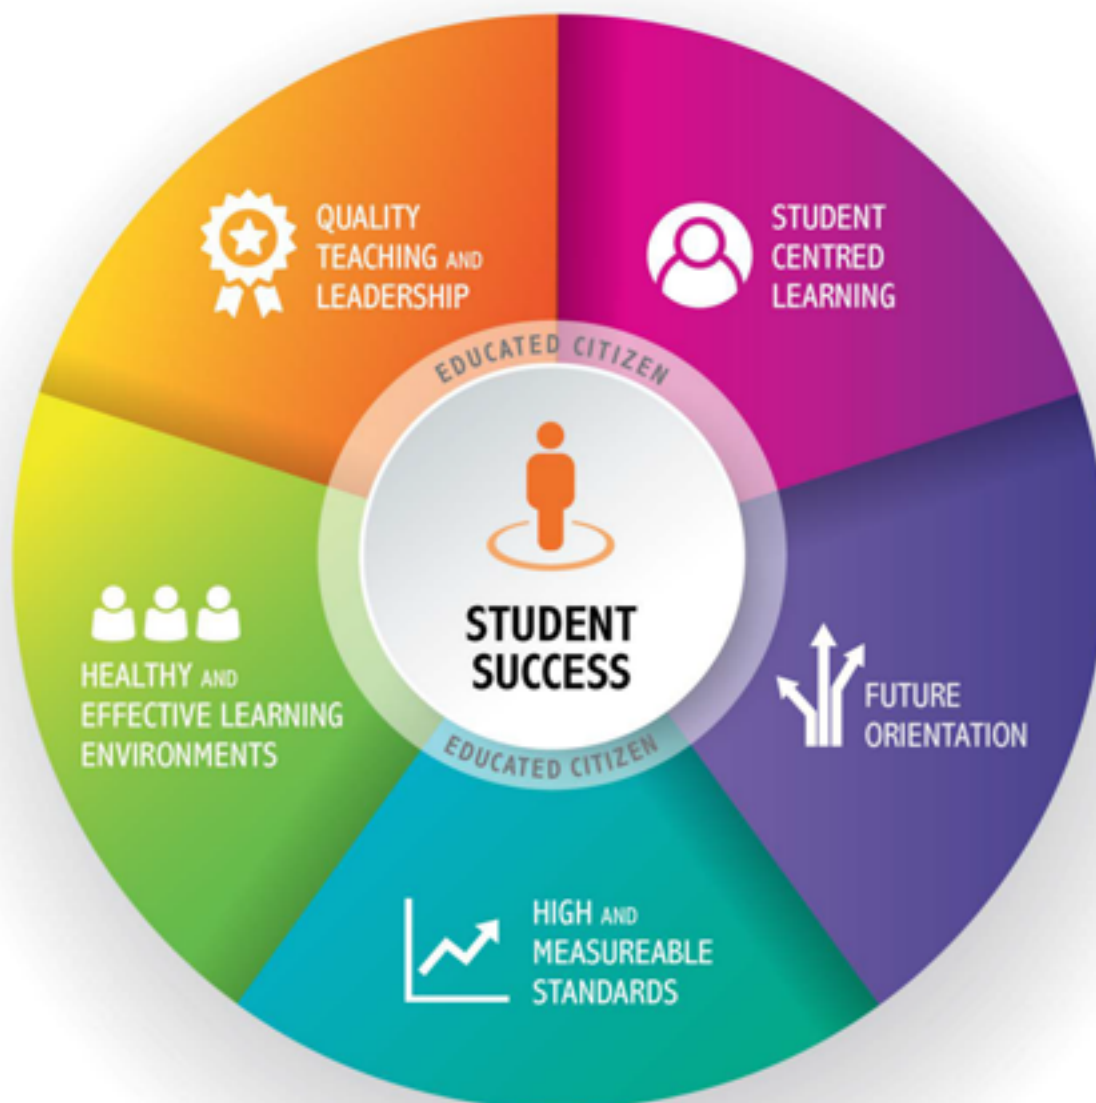 QUALITY
TEACHING AND
LEADERSHIP
STUDENT
CENTRED
LEARNING
EDUCATED CITIZEN
STUDENT
SUCCESS
EDUCATED CITIZEN
HEALTHY AND
EFFECTIVE LEARNING
ENVIRONMENTS
FUTURE
ORIENTATION
HIGH AND
MEASUREABLE
STANDARDS